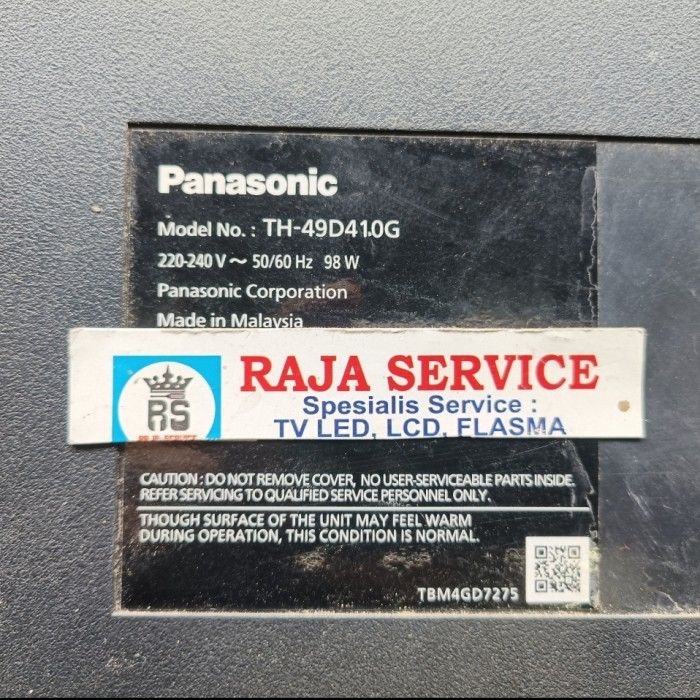 Panasonic
Model No.: TH-49D410G
220-240 V ~ 50/60 Hz 98 W
Panasonic Corporation
Made in Malaysia
RAJA SERVICE
RS
Spesialis Service :
TV LED, LCD, FLASMA
CAUTION : DO NOT REMOVE COVER, NO USER-SERVICEABLE PARTS INSIDE.
REFER SERVICING TO QUALIFIED SERVICE PERSONNEL ONLY.
THOUGH SURFACE OF THE UNIT MAY FEEL WARM
DURING OPERATION, THIS CONDITION IS NORMAL.
TBM4GD7275